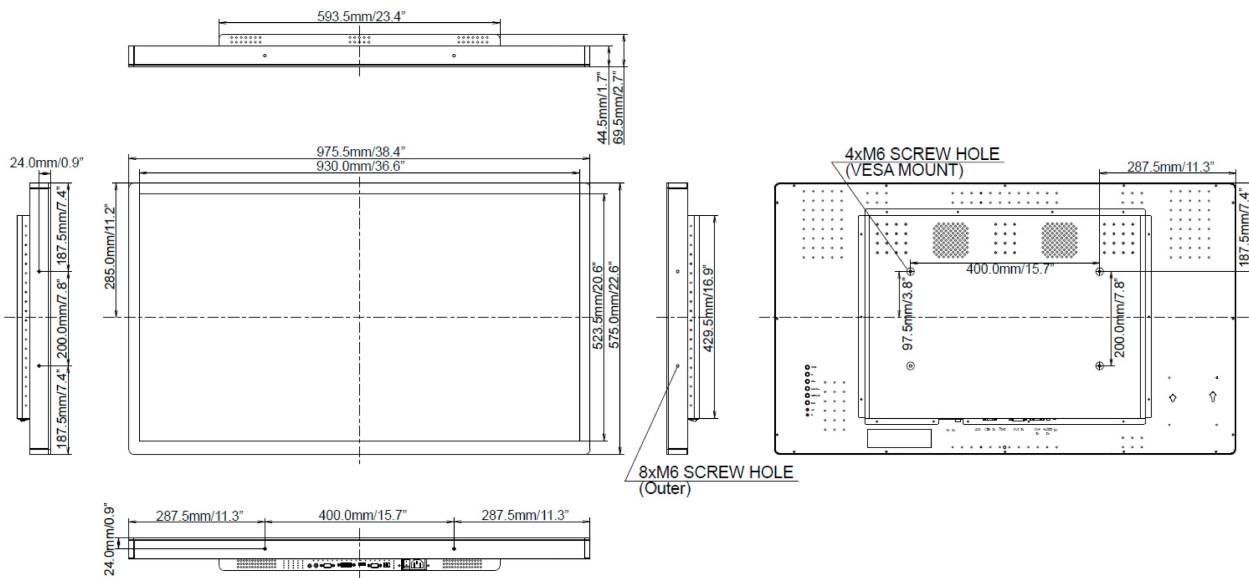 593.5mm/23.4"
44.5mm/1.7"
69.5mm/2.7"
975.5mm/38.4"
930.0mm/36.6"
24.0mm/0.9"
187.5mm/7.4"
200.0mm/7.8"
187.5mm/7.4"
285.0mm/11.2"
523.5mm/20.6"
575.0mm/22.6"
429.5mm/16.9"
8xM6 SCREW HOLE
(Outer)
4xM6 SCREW HOLE
(VESA MOUNT)
287.5mm/11.3"
187.5mm/7.4"
400.0mm/15.7"
97.5mm/3.8"
200.0mm/7.8"
287.5mm/11.3"
400.0mm/15.7"
287.5mm/11.3"
24.0mm/0.9"